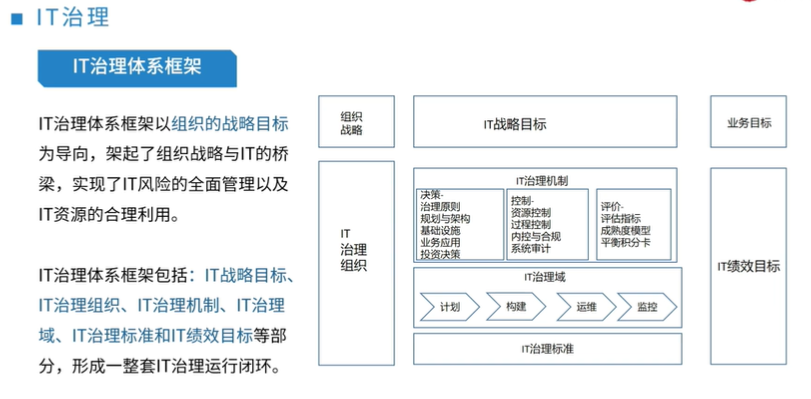 IT治理
IT治理体系框架
IT治理体系框架以组织的战略目标
为导向，架起了组织战略与IT的桥
梁，实现了IT风险的全面管理以及
IT资源的合理利用。
IT治理体系框架包括：IT战略目标、
IT治理组织、IT治理机制、IT治理
域、IT治理标准和IT绩效目标等部
分，形成一整套IT治理运行闭环。
组织
战略
IT战略目标
业务目标
IT
治理
组织
IT治理机制
决策-
治理原则
规划与架构
基础设施
业务应用
投资决策
控制-
资源控制
过程控制
内控与合规
系统审计
评价-
评估指标
成熟度模型
平衡积分卡
IT治理域
计划
构建
运维
监控
IT治理标准
IT绩效目标